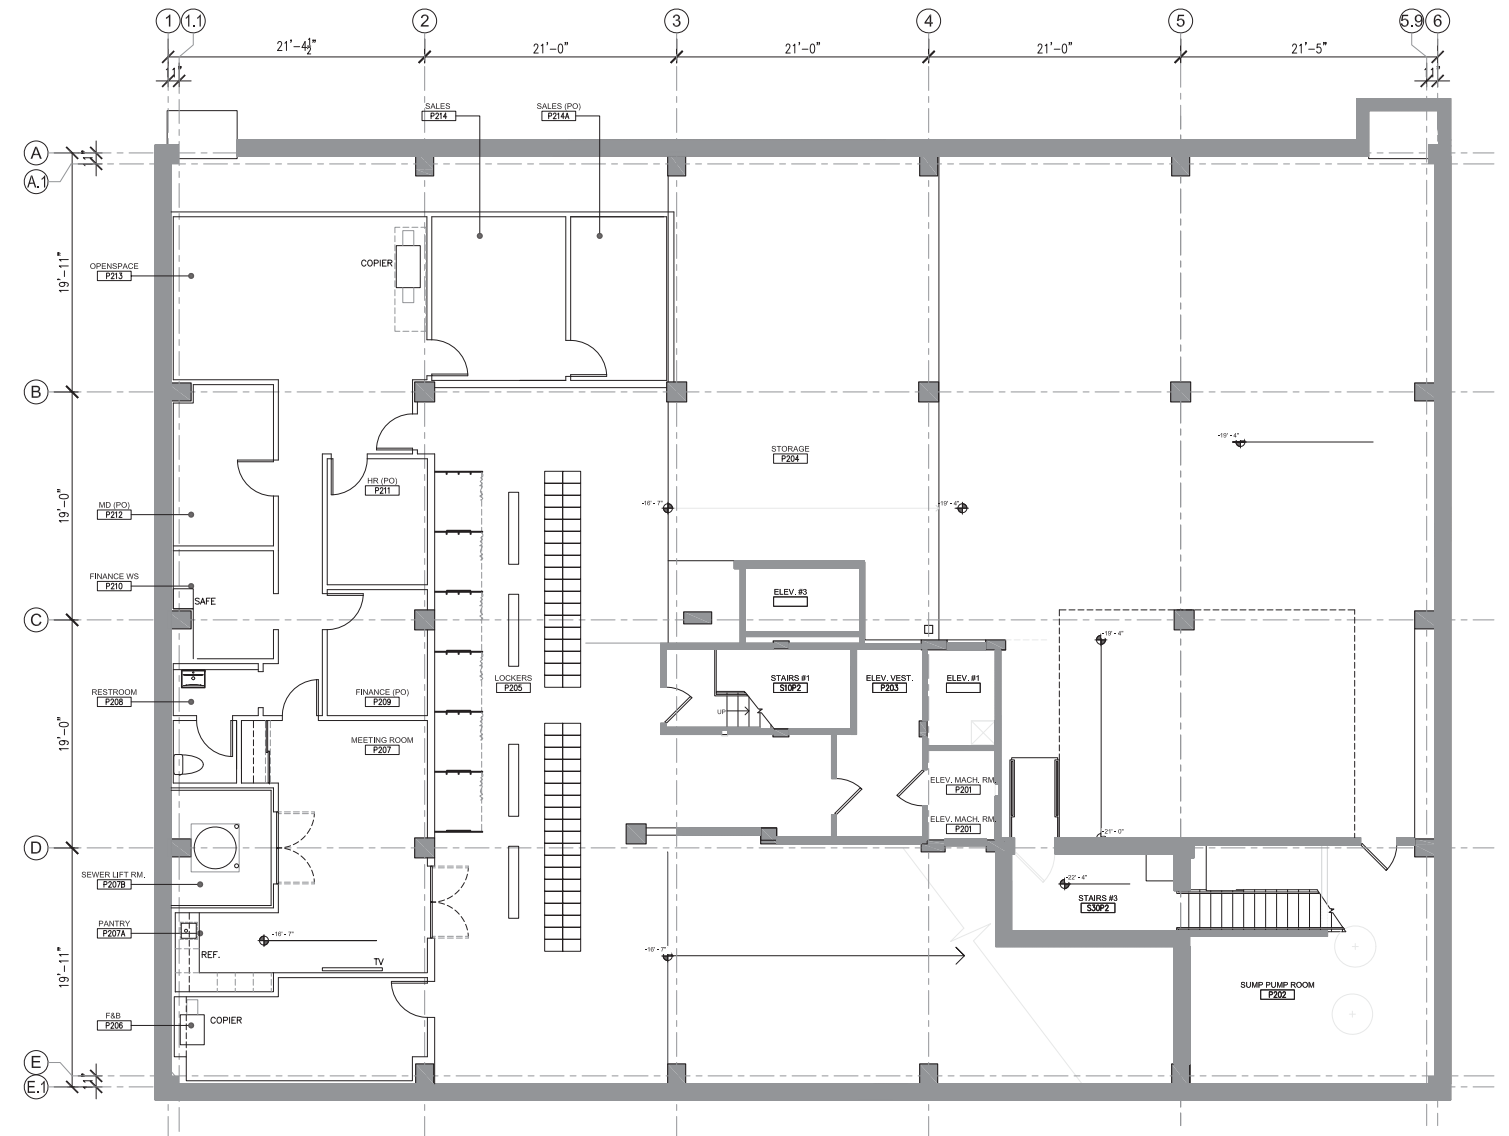 1
1.1
2
3
4
5
5.9
6
21'-4½"
21'-0"
21'-0"
21'-0"
21'-5"
11"
11"
SALES
P214
SALES (PO)
P214A
A
11"
A.1
19'-11"
OPENSPACE
P213
COPIER
B
-19' - 4"
STORAGE
P204
HR (PO)
P211
19'-0"
MD (PO)
P212
-16' - 7"
-19' - 4"
FINANCE WS
P210
SAFE
ELEV. #3
C
-19' - 4"
RESTROOM
P208
FINANCE (PO)
P209
LOCKERS
P205
STAIRS #1
S10P2
UP
ELEV. VEST.
P203
ELEV. #1
19'-0"
MEETING ROOM
P207
ELEV. MACH. RM.
P201
ELEV. MACH. RM.
P201
-21' - 0"
D
SEWER LIFT RM.
P207B
-22' - 4"
STAIRS #3
S30P2
PANTRY
P207A
-16' - 7"
REF.
TV
-16' - 7"
19'-11"
SUMP PUMP ROOM
P202
F&B
P206
COPIER
E
11"
E.1